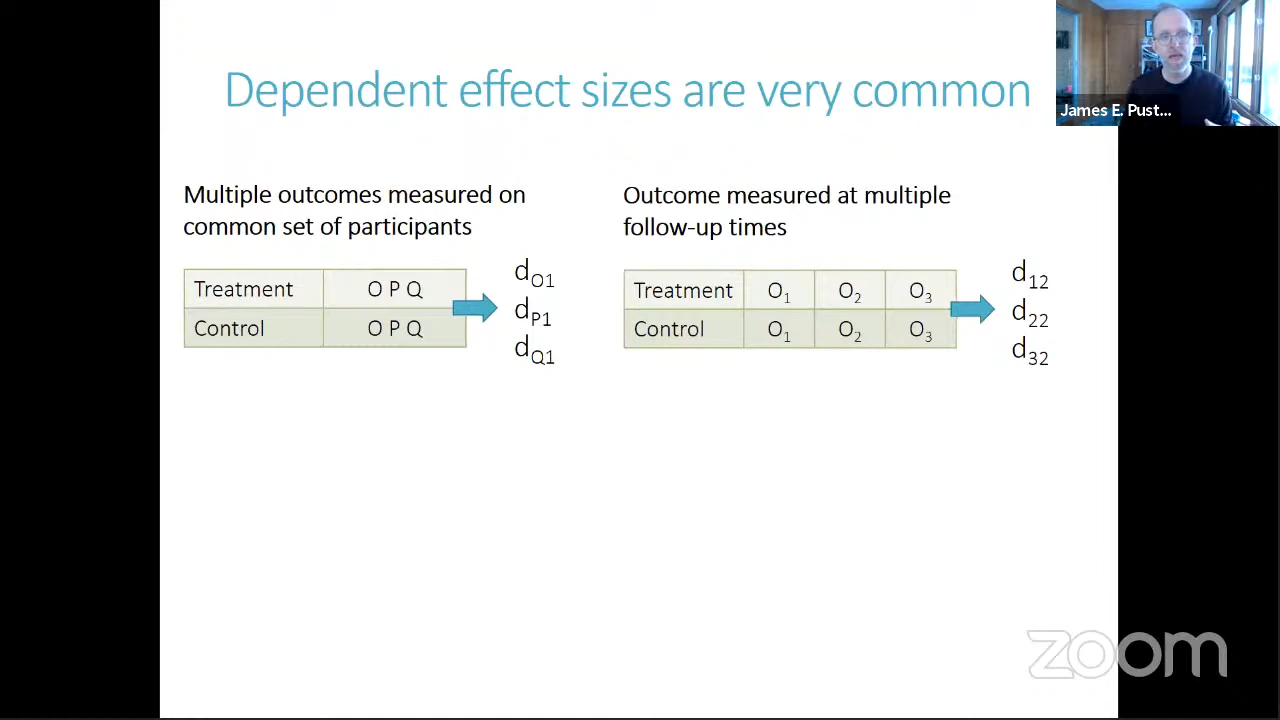 Dependent effect sizes are very common
James E. Pust...
Multiple outcomes measured on
common set of participants
Treatment O P Q
Control O P Q
dO1
dP1
dQ1
Outcome measured at multiple
follow-up times
Treatment O1 O2 O3
Control O1 O2 O3
d12
d22
d32
zoom